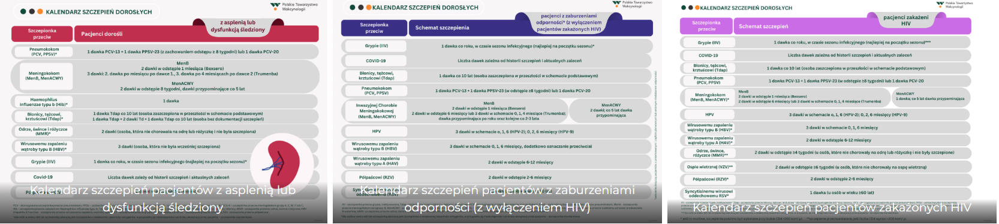 KALENDARZ SZCZEPIEŃ DOROSŁYCH
Polskie Towarzystwo
Wakcynologii
z asplenią lub
dysfunkcją śledziony
Szczepionka
przeciw
Pacjenci dorośli
Pneumokokom
(PCV, PPSV)*
1 dawka PCV-13 + 1 dawka PPSV-23 (z zachowaniem odstępu ≥ 8 tygodni) lub 1 dawka PCV-20
Meningokokom
(MenB, MenACWY)
MenB
2 dawki w odstępie 1 miesiąca (Bexsero)
3 dawki: 2. dawka po miesiącu po dawce 1., 3. dawka po 4 miesiącach po dawce 2 (Trumenba)
MenACWY
2 dawki w odstępie 8 tygodni, dawki przypominające co 5 lat
Haemophilus
influenzae typu b (Hib)*
1 dawka
Błonicy, tężcowi,
krztuścowi (Tdap)*
1 dawka Tdap co 10 lat (osoba zaszczepiona w przeszłości w schemacie podstawowym)
1 dawka Tdap + 2 dawki Td + 1 dawka Tdap co 10 lat (osoba bez dokumentacji szczepień)
Odrze, śwince i różyczce
(MMR)*
2 dawki (osoba, która nie chorowała na odrę lub różyczkę i nie była szczepiona)
Wirusowemu zapaleniu
wątroby typu B (HBV)*
3 dawki (osoba, która nie była wcześniej szczepiona)
Grypie (IIV)
1 dawka co roku, w czasie sezonu infekcyjnego (najlepiej na początku sezonu)*
Covid-19
Liczba dawek zależy od historii szczepień i aktualnych zaleceń
Kalendarz szczepień pacjentów z asplenią lub
dysfunkcją śledziony
KALENDARZ SZCZEPIEŃ DOROSŁYCH
Polskie Towarzystwo
Wakcynologii
pacjenci z zaburzeniami
odporności* (z wyłączeniem
pacjentów zakażonych HIV)
Szczepionka
przeciw
Schemat szczepienia
Grypie (IIV)
1 dawka co roku, w czasie sezonu infekcyjnego (najlepiej na początku sezonu)*
COVID-19
Liczba dawek zależna od historii szczepień i aktualnych zaleceń
Błonicy, tężcowi,
krztuścowi (Tdap)
1 dawka co 10 lat (osoba zaszczepiona w przeszłości w schemacie podstawowym)
Pneumokokom
(PCV, PPSV)
1 dawka PCV-13 + 1 dawka PPSV-23 (w odstępie ≥8 tygodni) lub 1 dawka PCV-20
Inwazyjnej Chorobie
Meningokokowej
(MenB, MenACWY)
MenB
2 dawki w odstępie 1 miesiąca (Bexsero)
2 dawki w odstępie 6 miesięcy lub 3 dawki w schemacie 0, 1, 4 miesiące (Trumenba);
dawka przypominająca po roku oraz kolejne co 2-3 lata
MenACWY
2 dawki; co 5 lat dawka
przypominająca
HPV
3 dawki w schemacie 0, 1, 6 (HPV-2); 0, 2, 6 miesięcy (HPV-9)
Wirusowemu zapaleniu
wątroby typu B (HBV)
3 dawki w schemacie 0, 1, 6 miesięcy, dodatkowo oznaczanie przeciwciał
Wirusowemu zapaleniu
wątroby typu A (HAV)
2 dawki w odstępie 6-12 miesięcy
Półpaścowi (RZV)
2 dawki w odstępie 2-6 miesięcy
Kalendarz szczepień pacjentów z zaburzeniami
odporności (z wyłączeniem HIV)
KALENDARZ SZCZEPIEŃ DOROSŁYCH
Polskie Towarzystwo
Wakcynologii
pacjenci zakażeni
HIV
Szczepionka
przeciw
Schemat szczepień
Grypie (IIV)
1 dawka co roku, w czasie sezonu infekcyjnego (najlepiej na początku sezonu)***
COVID-19
Liczba dawek zależna od historii szczepień i aktualnych zaleceń
Błonicy, tężcowi,
krztuścowi (Tdap)
1 dawka co 10 lat (osoba zaszczepiona w przeszłości w schemacie podstawowym)
Pneumokokom
(PCV, PPSV)
1 dawka PCV-13 + 1 dawka PPSV-23 (w odstępie ≥8 tygodni) lub 1 dawka PCV-20
Meningokokom
(MenB, MenACWY)*
MenB
2 dawki w odstępie 1 miesiąca (Bexsero)
2 dawki w odstępie 6 miesięcy lub 3 dawki w schemacie 0, 1, 4 miesiące (Trumenba)
MenACWY
1 dawka; co 5 lat dawka
przypominająca
HPV
3 dawki w schemacie 0, 1, 6 (HPV-2); 0, 2, 6 miesięcy (HPV-9)
Wirusowemu zapaleniu
wątroby typu B (HBV)*
3 dawki w schemacie 0, 1, 6 miesięcy
Wirusowemu zapaleniu
wątroby typu A (HAV)*
2 dawki w odstępie 6-12 miesięcy
Odrze, śwince,
różyczce (MMR)**
2 dawki w odstępie ≥4 tygodni (u osób, które nie chorowały na odrę lub różyczkę i nie były szczepione)
Ospie wietrznej (VZV)**
2 dawki w odstępie ≥6 tygodni (u osób, które nie chorowały na ospę wietrzną)
Półpaścowi (RZV)*
2 dawki w odstępie 2-6 miesięcy
Syncytialnemu wirusowi
oddechowemu RSV*
1 dawka (u osób w wieku ≥60 lat)
Kalendarz szczepień pacjentów zakażonych HIV